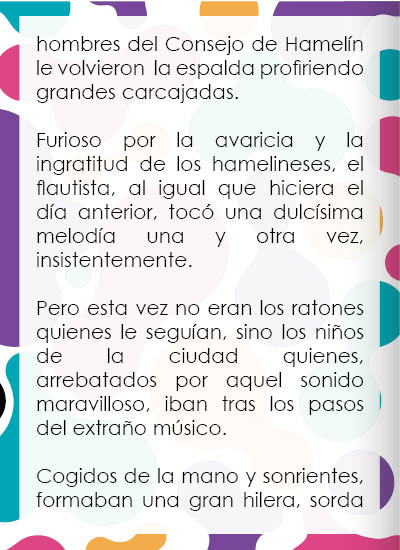 hombres del Consejo de Hamelín
le volvieron la espalda profiriendo
grandes carcajadas.
Furioso por la avaricia y la
ingratitud de los hamelineses, el
flautista, al igual que hiciera el
día anterior, tocó una dulcísima
melodía una y otra vez,
insistentemente.
Pero esta vez no eran los ratones
quienes le seguían, sino los niños
de la ciudad quienes,
arrebatados por aquel sonido
maravilloso, iban tras los pasos
del extraño músico.
Cogidos de la mano y sonrientes,
formaban una gran hilera, sorda